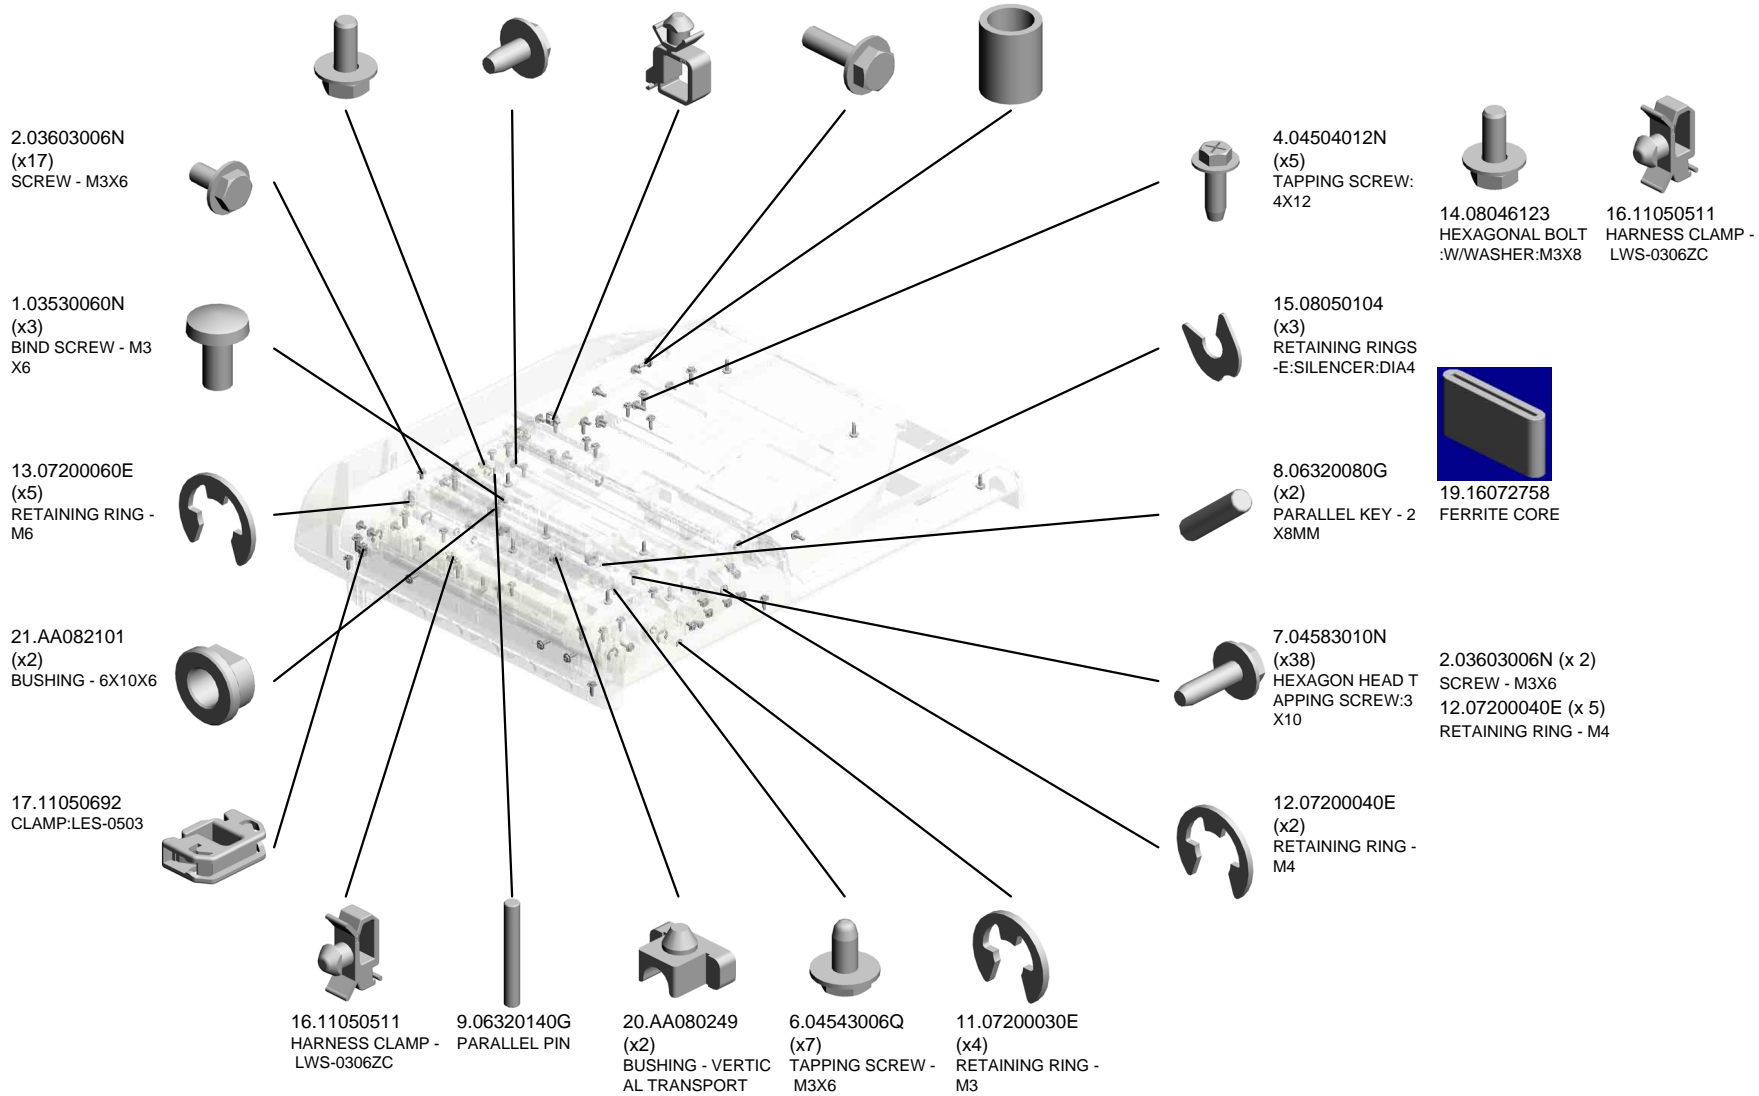 2.03603006N
(x17)
SCREW - M3X6
1.03530060N
(x3)
BIND SCREW - M3
X6
13.07200060E
(x5)
RETAINING RING -
M6
21.AA082101
(x2)
BUSHING - 6X10X6
17.11050692
CLAMP:LES-0503
16.11050511
HARNESS CLAMP -
LWS-0306ZC
9.06320140G
PARALLEL PIN
20.AA080249
(x2)
BUSHING - VERTIC
AL TRANSPORT
6.04543006Q
(x7)
TAPPING SCREW -
M3X6
11.07200030E
(x4)
RETAINING RING -
M3
4.04504012N
(x5)
TAPPING SCREW:
4X12
15.08050104
(x3)
RETAINING RINGS
-E:SILENCER:DIA4
8.06320080G
(x2)
PARALLEL KEY - 2
X8MM
7.04583010N
(x38)
HEXAGON HEAD T
APPING SCREW:3
X10
12.07200040E
(x2)
RETAINING RING -
M4
14.08046123
HEXAGONAL BOLT
:W/WASHER:M3X8
16.11050511
HARNESS CLAMP -
LWS-0306ZC
19.16072758
FERRITE CORE
2.03603006N (x 2)
SCREW - M3X6
12.07200040E (x 5)
RETAINING RING - M4